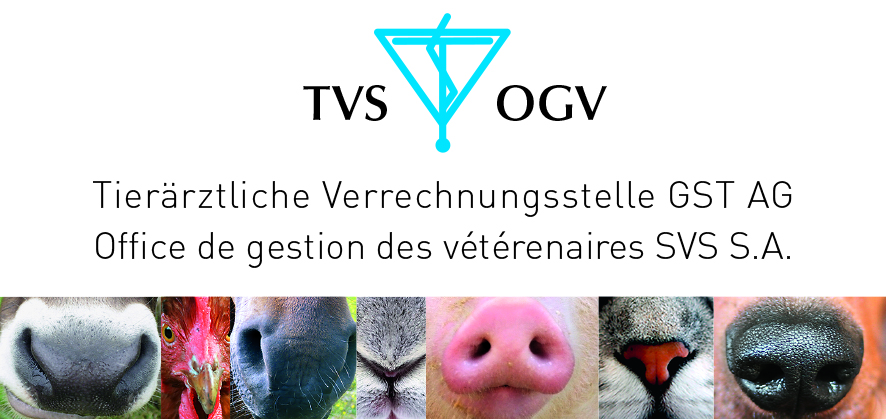 TVS OGV
Tierärztliche Verrechnungsstelle GST AG
Office de gestion des vétérenaires SVS S.A.